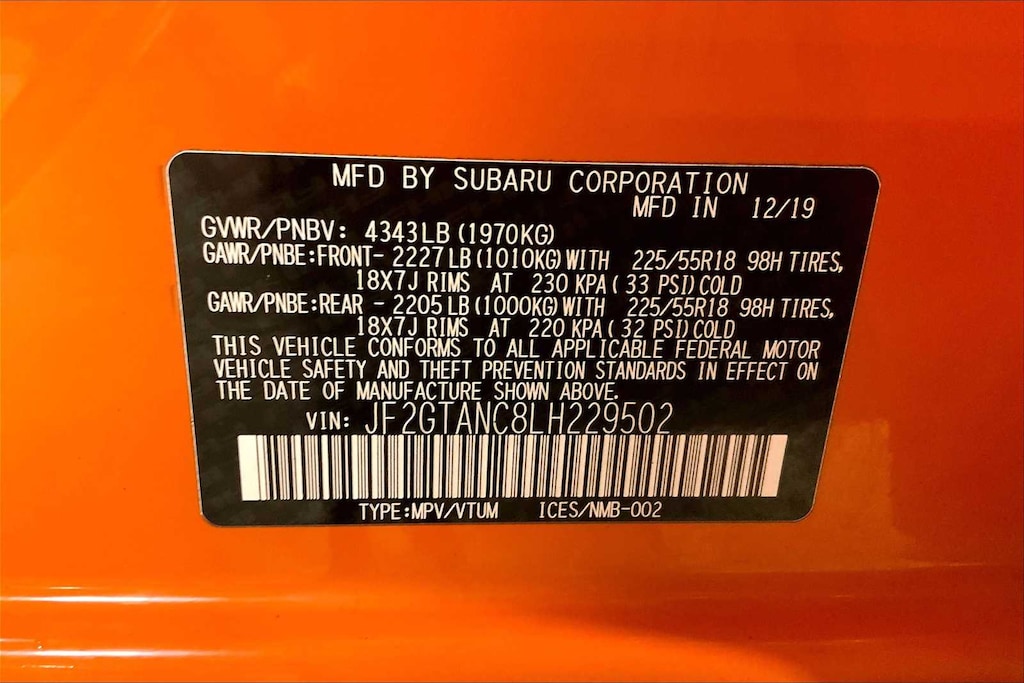 MFD BY SUBARU CORPORATION
MFD IN 12/19
GVWR/PNBV: 4343LB(1970KG)
GAWR/PNBE:FRONT- 2227LB(1010KG)WITH 225/55R18 98H TIRES,
18X7J RIMS AT 230 KPA( 33 PSI)COLD
GAWR/PNBE:REAR - 2205LB(1000KG)WITH 225/55R18 98H TIRES,
18X7J RIMS AT 220 KPA( 32 PSI)COLD
THIS VEHICLE CONFORMS TO ALL APPLICABLE FEDERAL MOTOR
VEHICLE SAFETY AND THEFT PREVENTION STANDARDS IN EFFECT ON
THE DATE OF MANUFACTURE SHOWN ABOVE.
VIN: JF2GTANC8LH229502
TYPE:MPV/VTUM ICES/NMB-002